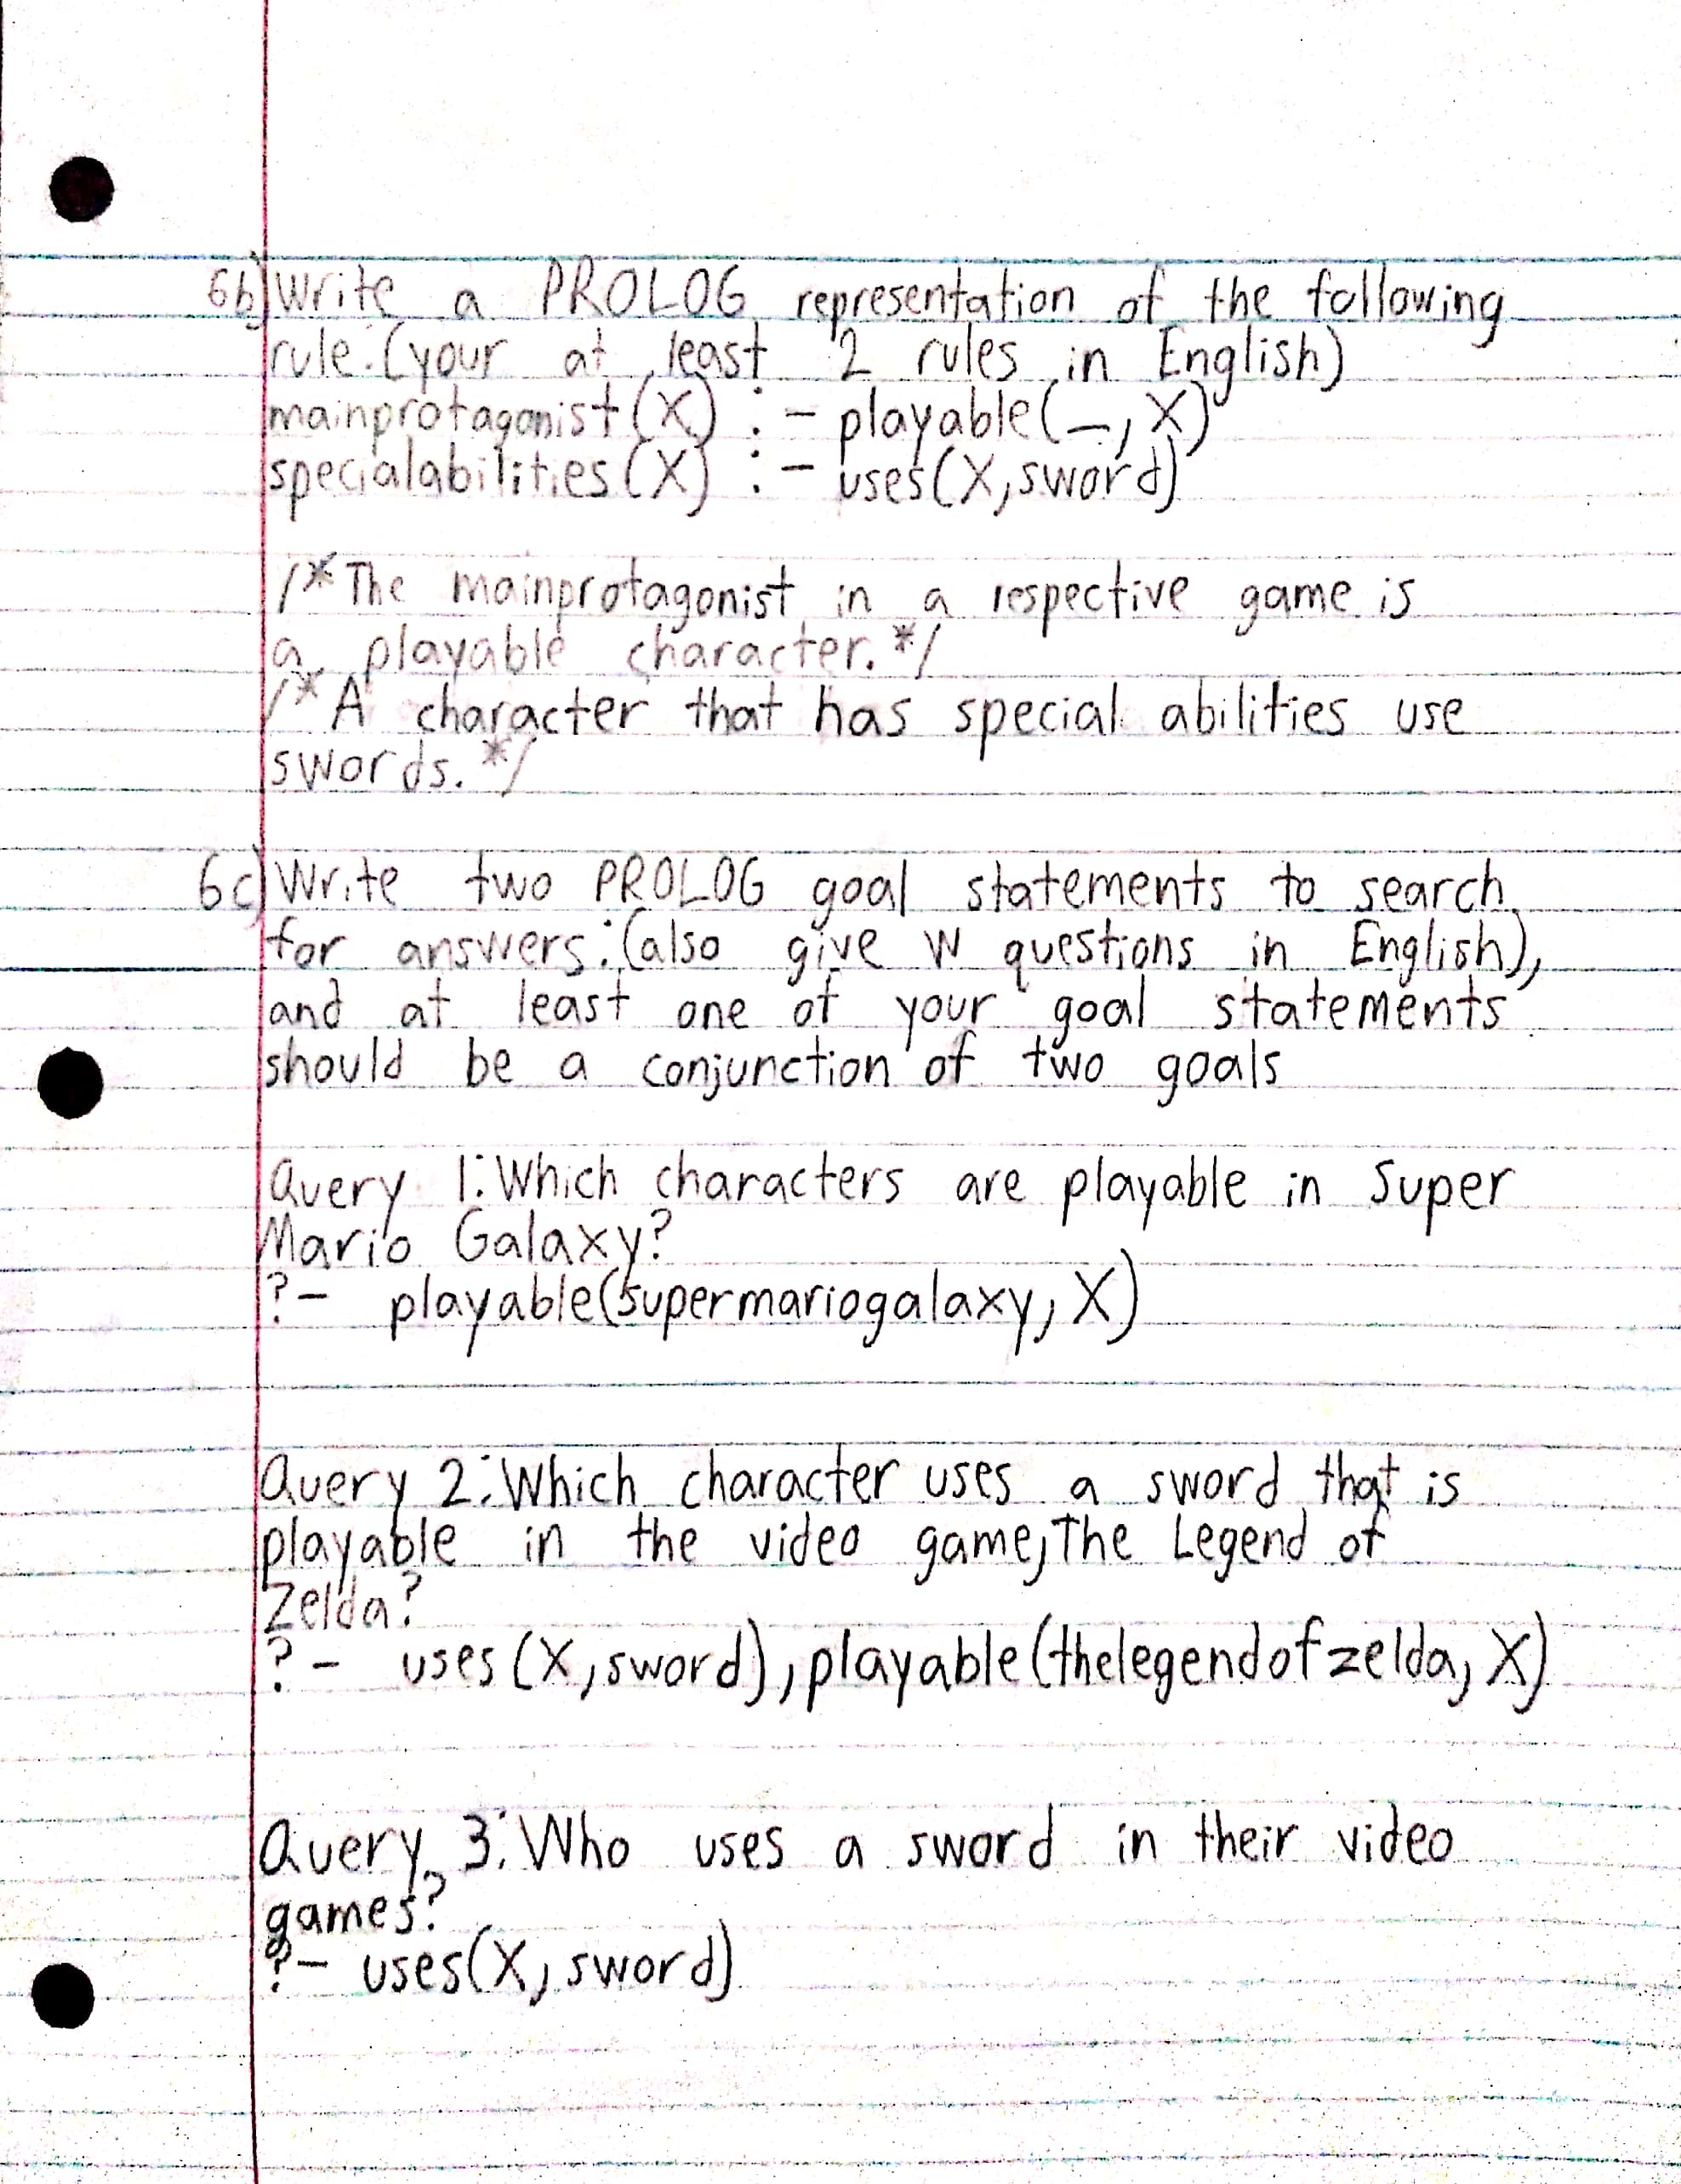 6b) Write a PROLOG representation of the following
rule.(your at least 2 rules in English)
mainprotagonist(X) :- playable(_, X)
specialabilities(X) :- uses(X,sword)
/*The mainprotagonist in a respective game is
a playable character.*/
/*A character that has special abilities use
swords.*/
6c) Write two PROLOG goal statements to search
for answers:(also give W questions in English),
and at least one of your goal statements
should be a conjunction of two goals
Query 1:Which characters are playable in Super
Mario Galaxy?
?- playable(supermariogalaxy, X)
Query 2:Which character uses a sword that is
playable in the video game,The Legend of
Zelda?
?- uses(X,sword),playable(thelegendofzelda, X)
Query 3:Who uses a sword in their video
games?
?- uses(X, sword)